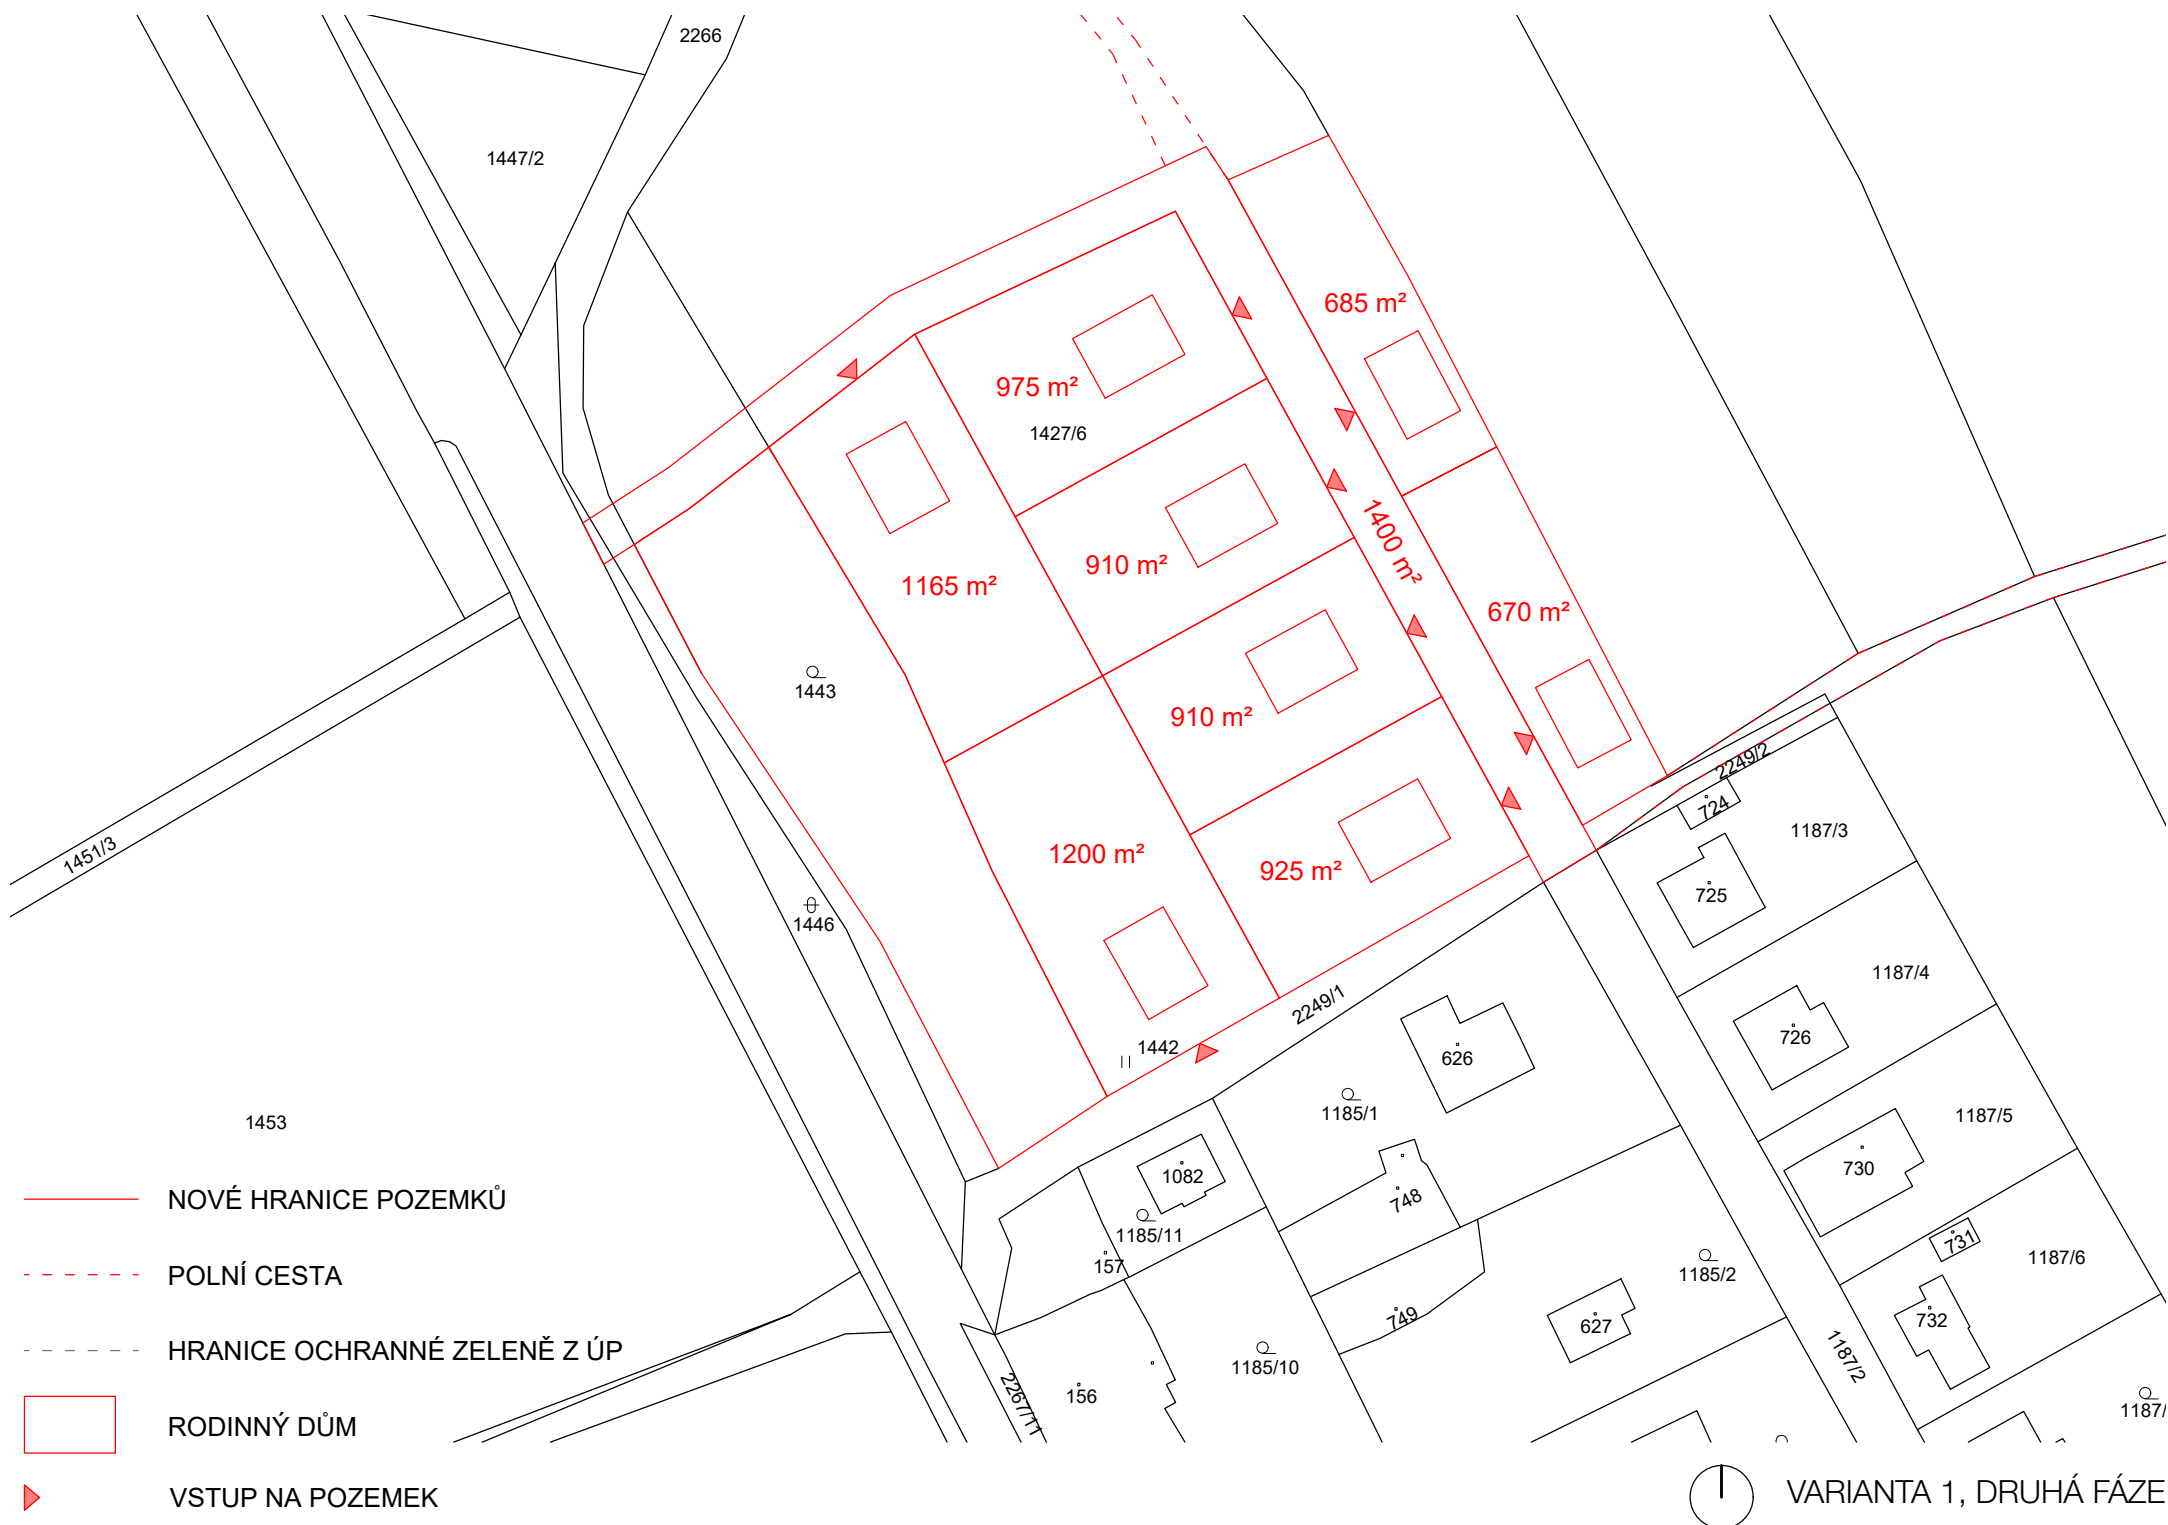 2266
1447/2
685 m²
975 m²
1427/6
910 m²
1400 m²
1165 m²
670 m²
1443
910 m²
2249/2
724
1187/3
1451/3
1200 m²
925 m²
725
1446
1187/4
2249/1
726
1442
626
1185/1
1187/5
1453
1082
730
748
NOVÉ HRANICE POZEMKŮ
1185/11
731
157
1187/6
POLNÍ CESTA
1185/2
749
732
627
HRANICE OCHRANNÉ ZELENĚ Z ÚP
1187/2
1185/10
156
2267/11
1187/
RODINNÝ DŮM
VSTUP NA POZEMEK
VARIANTA 1, DRUHÁ FÁZE